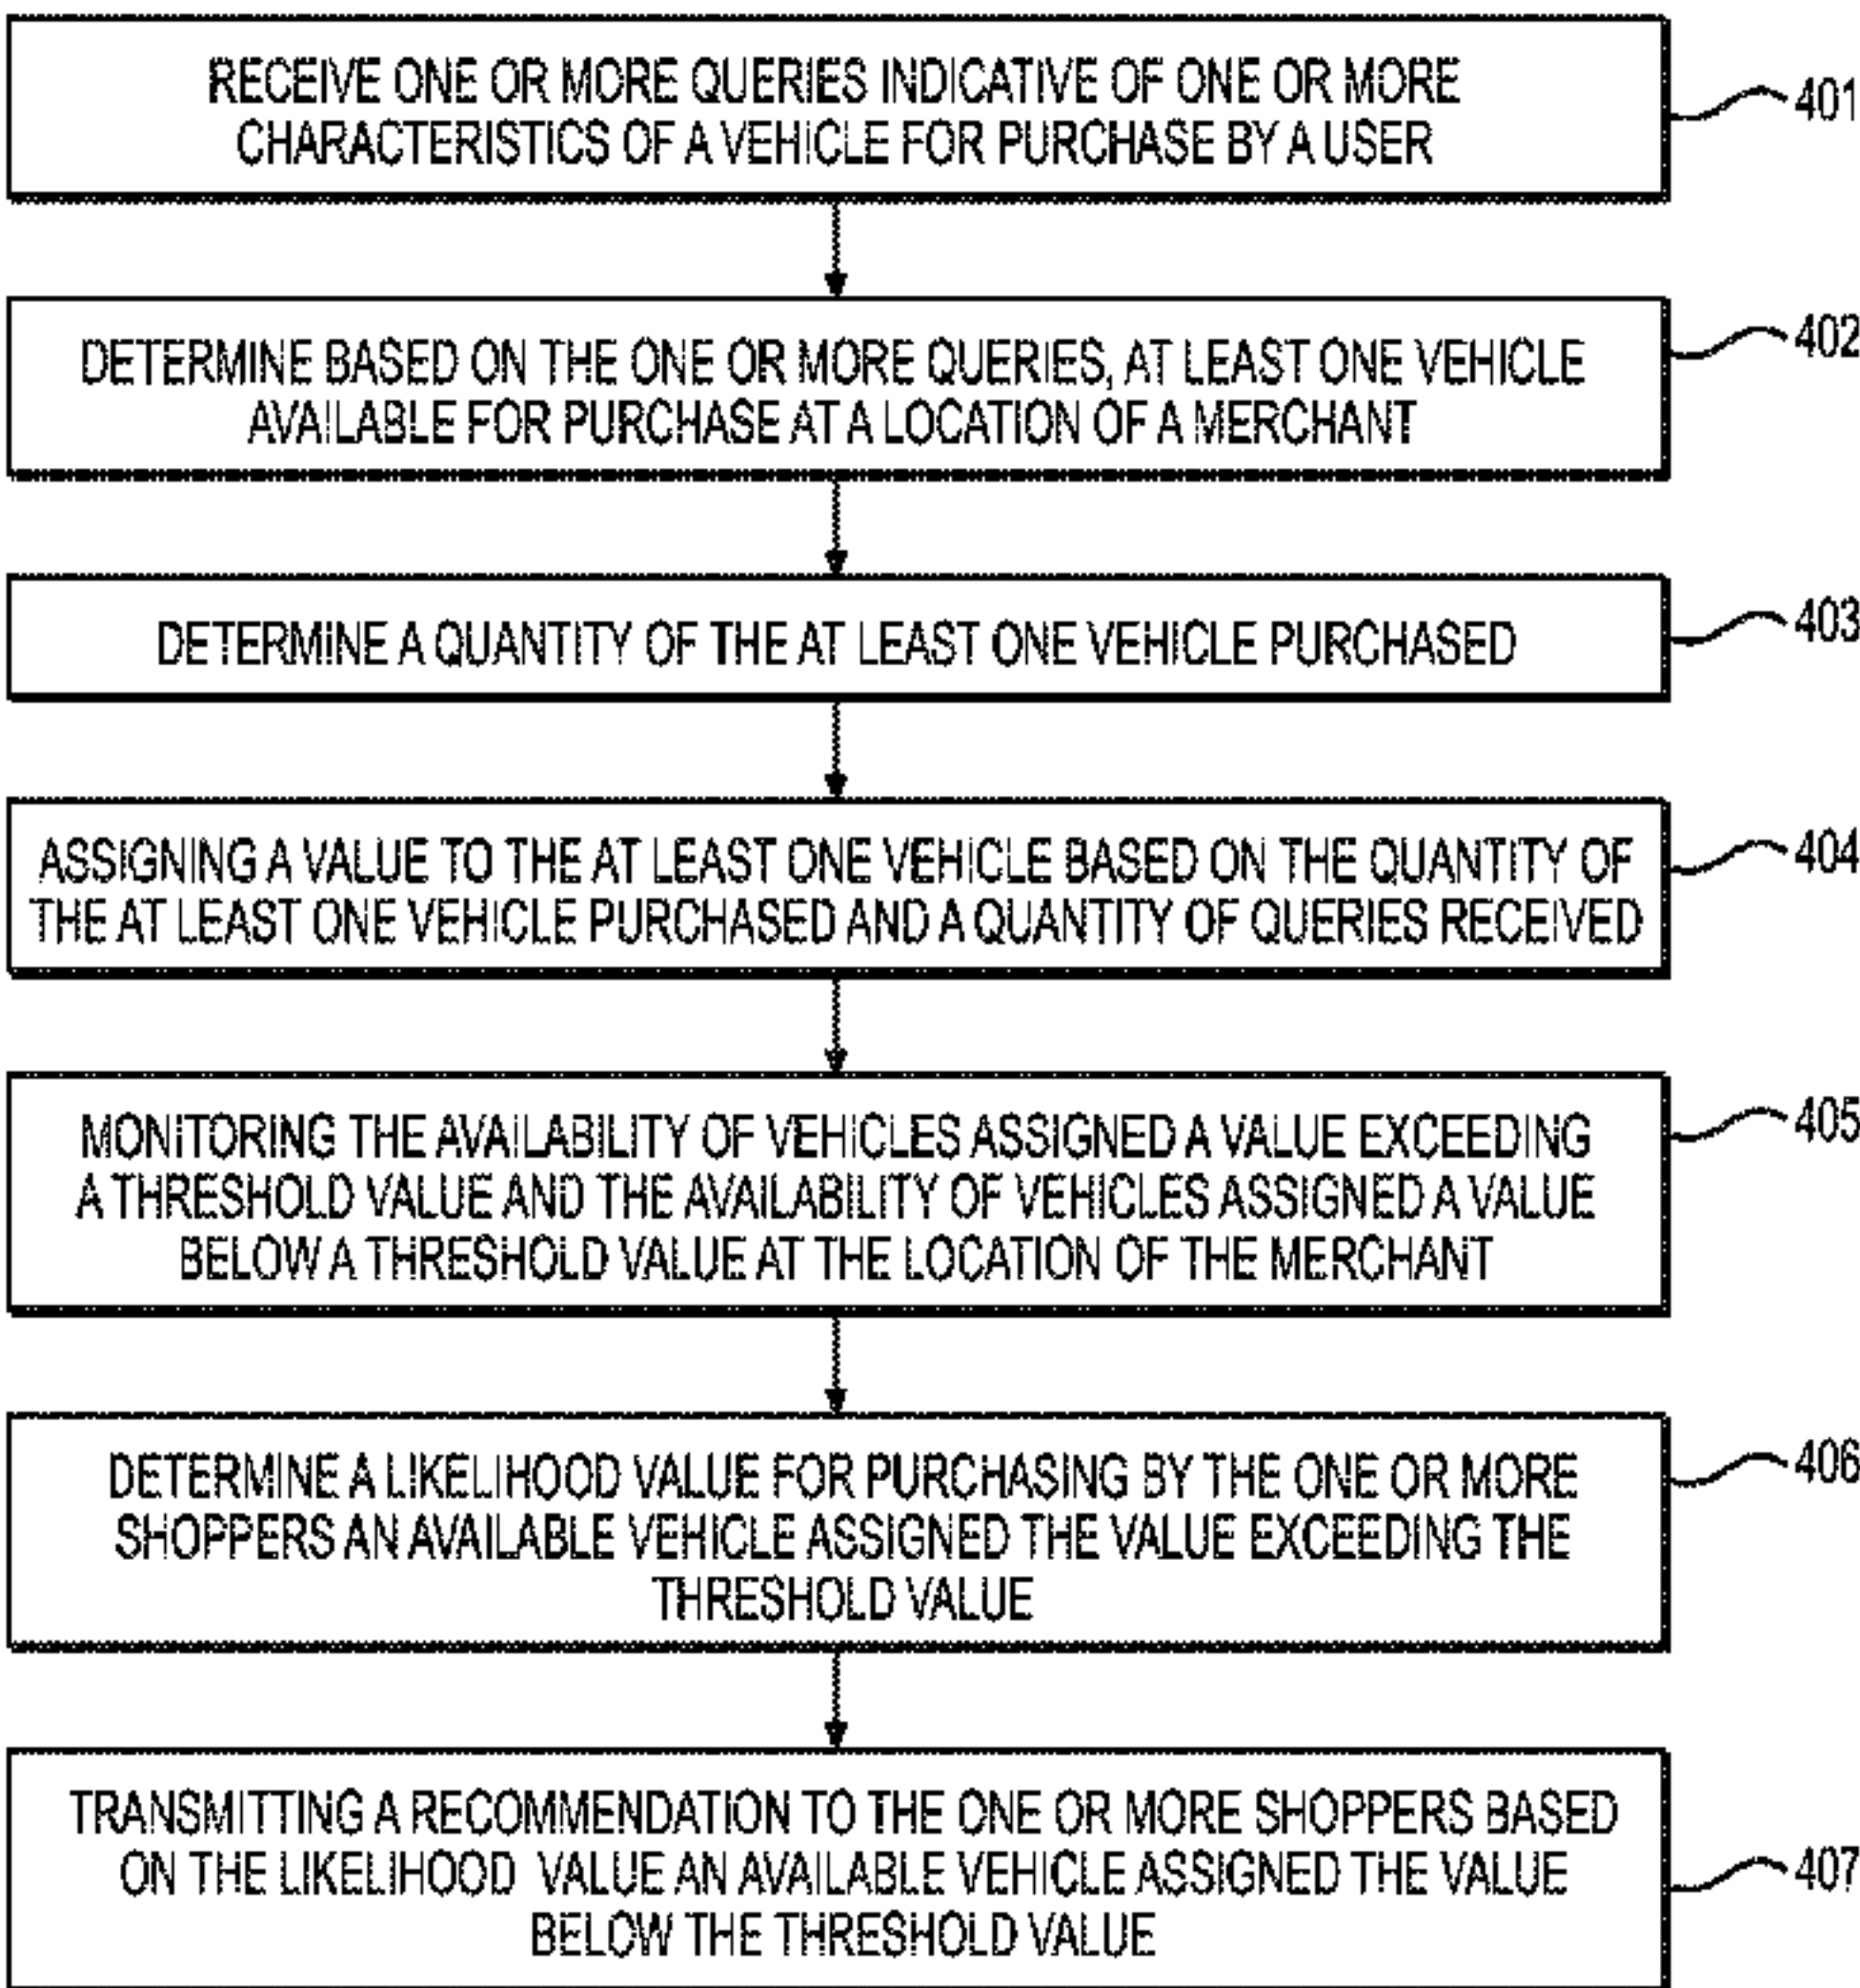 RECEIVE ONE OR MORE QUERIES INDICATIVE OF ONE OR MORE
CHARACTERISTICS OF A VEHICLE FOR PURCHASE BY A USER
401
DETERMINE BASED ON THE ONE OR MORE QUERIES, AT LEAST ONE VEHICLE
AVAILABLE FOR PURCHASE AT A LOCATION OF A MERCHANT
402
DETERMINE A QUANTITY OF THE AT LEAST ONE VEHICLE PURCHASED
403
ASSIGNING A VALUE TO THE AT LEAST ONE VEHICLE BASED ON THE QUANTITY OF
THE AT LEAST ONE VEHICLE PURCHASED AND A QUANTITY OF QUERIES RECEIVED
404
MONITORING THE AVAILABILITY OF VEHICLES ASSIGNED A VALUE EXCEEDING
A THRESHOLD VALUE AND THE AVAILABILITY OF VEHICLES ASSIGNED A VALUE
BELOW A THRESHOLD VALUE AT THE LOCATION OF THE MERCHANT
405
DETERMINE A LIKELIHOOD VALUE FOR PURCHASING BY THE ONE OR MORE
SHOPPERS AN AVAILABLE VEHICLE ASSIGNED THE VALUE EXCEEDING THE
THRESHOLD VALUE
406
TRANSMITTING A RECOMMENDATION TO THE ONE OR MORE SHOPPERS BASED
ON THE LIKELIHOOD VALUE AN AVAILABLE VEHICLE ASSIGNED THE VALUE
BELOW THE THRESHOLD VALUE
407